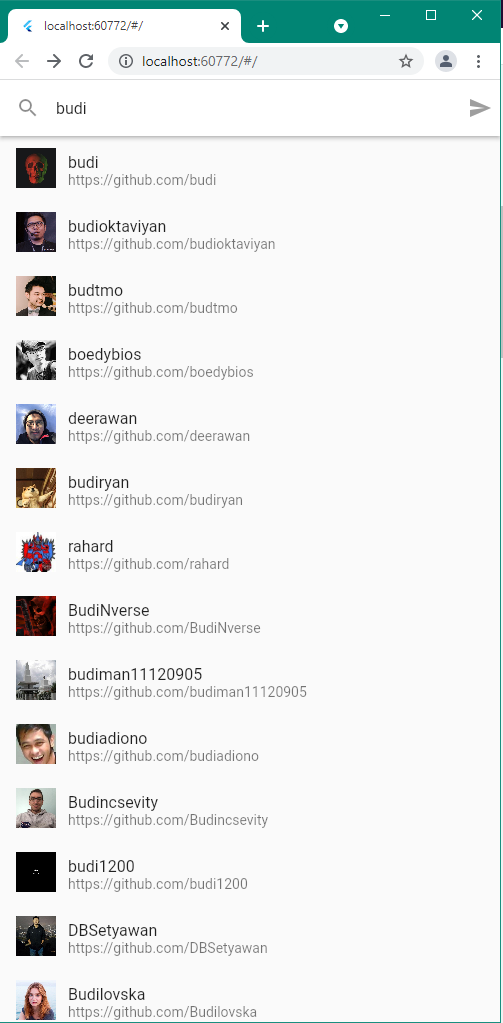 localhost:60772/#/
localhost:60772/#/
budi
budi
https://github.com/budi
budioktaviyan
https://github.com/budioktaviyan
budtmo
https://github.com/budtmo
boedybios
https://github.com/boedybios
deerawan
https://github.com/deerawan
budiryan
https://github.com/budiryan
rahard
https://github.com/rahard
BudiNverse
https://github.com/BudiNverse
budiman11120905
https://github.com/budiman11120905
budiadiono
https://github.com/budiadiono
Budincsevity
https://github.com/Budincsevity
budi1200
https://github.com/budi1200
DBSetyawan
https://github.com/DBSetyawan
Budilovska
https://github.com/Budilovska